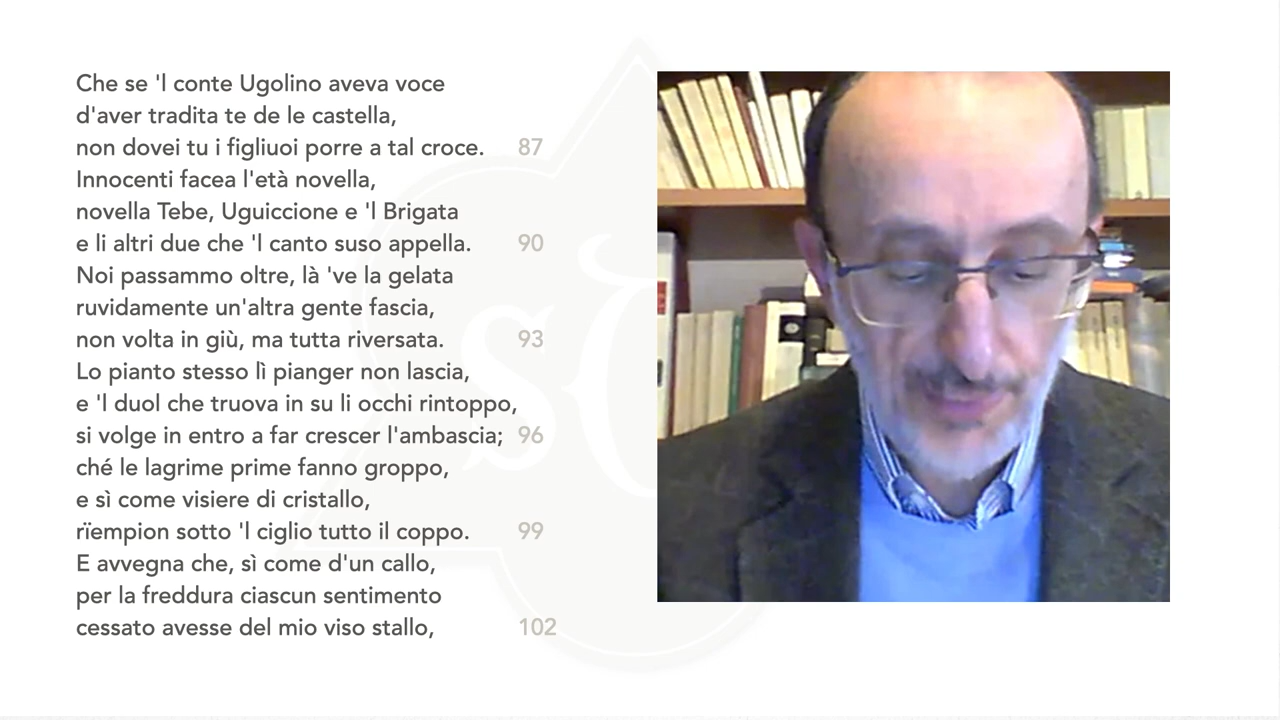 Che se 'l conte Ugolino aveva voce
d'aver tradita te de le castella,
non dovei tu i figliuoi porre a tal croce. 87
Innocenti facea l'età novella,
novella Tebe, Uguiccione e 'l Brigata
e li altri due che 'l canto suso appella. 90
Noi passammo oltre, là 've la gelata
ruvidamente un'altra gente fascia,
non volta in giù, ma tutta riversata. 93
Lo pianto stesso lì pianger non lascia,
e 'l duol che truova in su li occhi rintoppo,
si volge in entro a far crescer l'ambascia; 96
ché le lagrime prime fanno groppo,
e sì come visiere di cristallo,
rïempion sotto 'l ciglio tutto il coppo. 99
E avvegna che, sì come d'un callo,
per la freddura ciascun sentimento
cessato avesse del mio viso stallo, 102